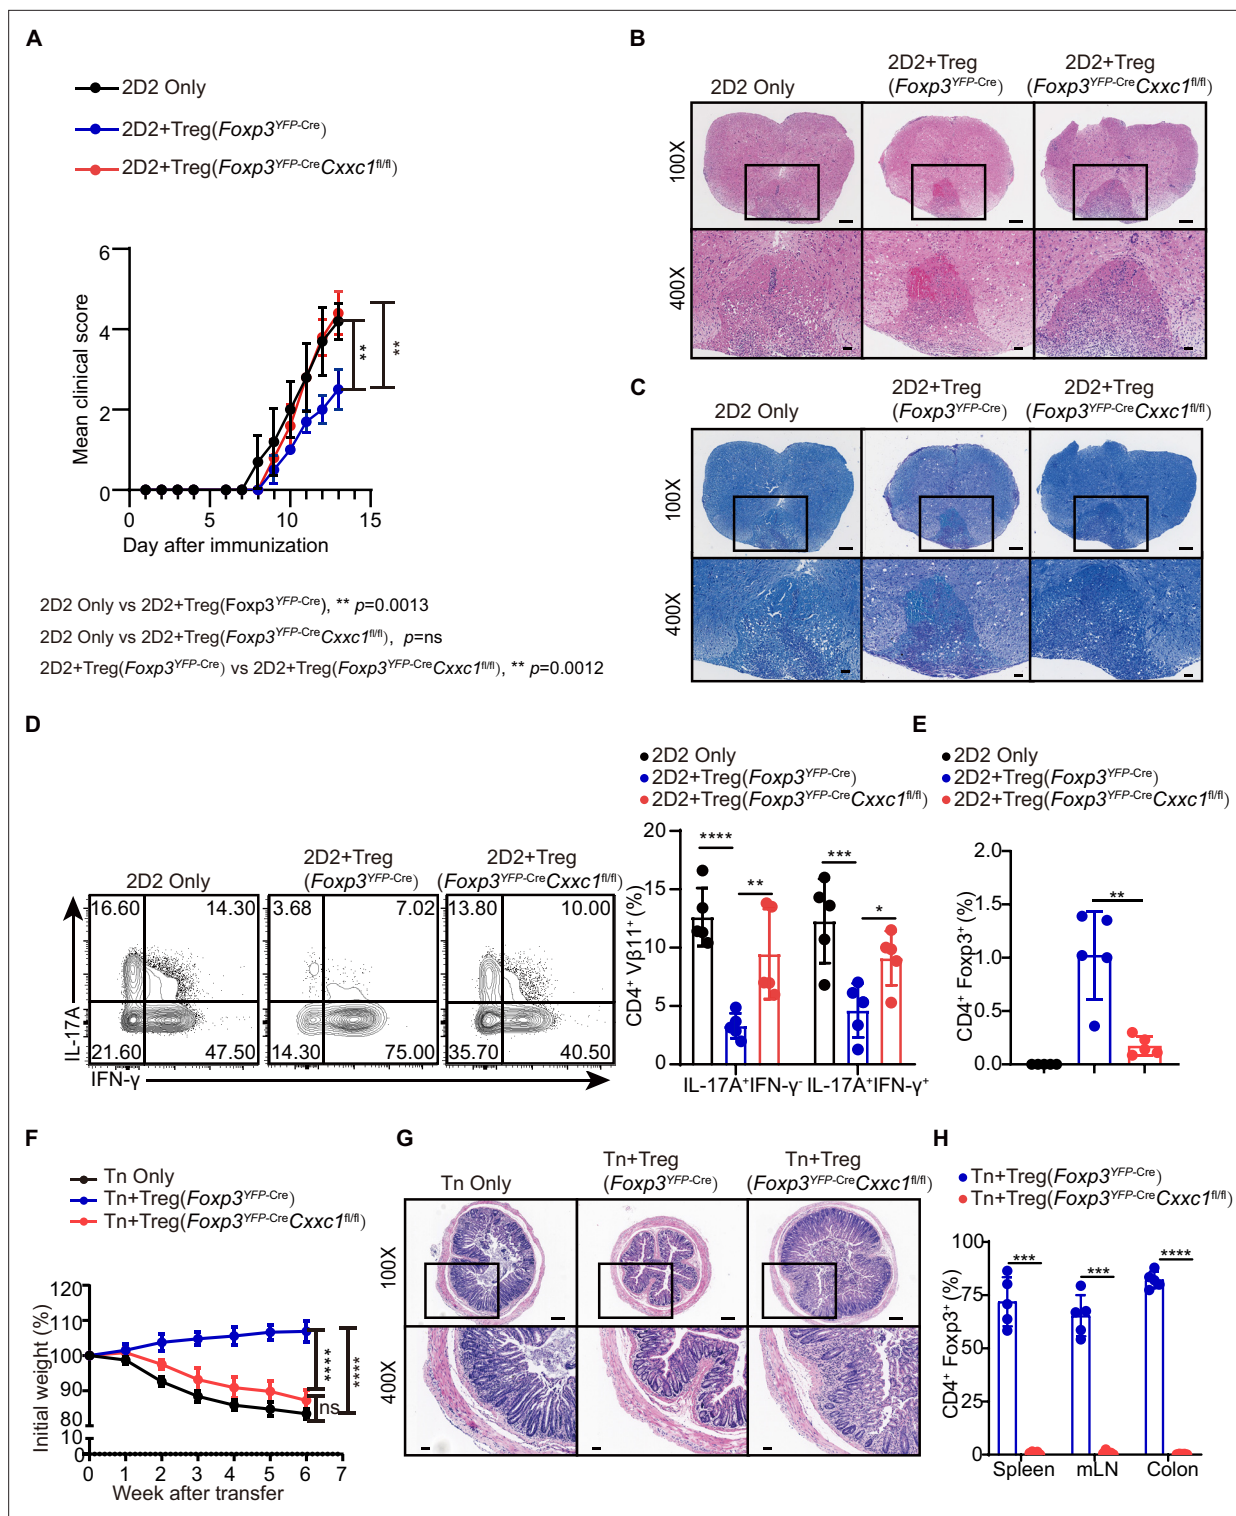 A
2D2 Only
2D2+Treg(Foxp3YFP-Cre)
2D2+Treg(Foxp3YFP-CreCxxc1fl/fl)
Mean clinical score
6
4
2
0
**
**
0 5 10 15
Day after immunization
2D2 Only vs 2D2+Treg(Foxp3YFP-Cre), ** p=0.0013
2D2 Only vs 2D2+Treg(Foxp3YFP-CreCxxc1fl/fl), p=ns
2D2+Treg(Foxp3YFP-Cre) vs 2D2+Treg(Foxp3YFP-CreCxxc1fl/fl), ** p=0.0012
B
2D2 Only
2D2+Treg
(Foxp3YFP-Cre)
2D2+Treg
(Foxp3YFP-CreCxxc1fl/fl)
100X
400X
C
2D2 Only
2D2+Treg
(Foxp3YFP-Cre)
2D2+Treg
(Foxp3YFP-CreCxxc1fl/fl)
100X
400X
D
2D2 Only
2D2+Treg
(Foxp3YFP-Cre)
2D2+Treg
(Foxp3YFP-CreCxxc1fl/fl)
16.60 14.30
3.68 7.02
13.80 10.00
21.60 47.50
14.30 75.00
35.70 40.50
IL-17A
IFN-γ
2D2 Only
2D2+Treg(Foxp3YFP-Cre)
2D2+Treg(Foxp3YFP-CreCxxc1fl/fl)
CD4+ Vβ11+ (%)
20
15
10
5
0
****
**
***
*
IL-17A+IFN-γ- IL-17A+IFN-γ+
E
2D2 Only
2D2+Treg(Foxp3YFP-Cre)
2D2+Treg(Foxp3YFP-CreCxxc1fl/fl)
CD4+ Foxp3+ (%)
2.0
1.5
1.0
0.5
0.0
**
F
Tn Only
Tn+Treg(Foxp3YFP-Cre)
Tn+Treg(Foxp3YFP-CreCxxc1fl/fl)
Initial weight (%)
120
110
100
90
80
10
0
****
****
ns
0 1 2 3 4 5 6 7
Week after transfer
G
Tn Only
Tn+Treg
(Foxp3YFP-Cre)
Tn+Treg
(Foxp3YFP-CreCxxc1fl/fl)
100X
400X
H
Tn+Treg(Foxp3YFP-Cre)
Tn+Treg(Foxp3YFP-CreCxxc1fl/fl)
CD4+ Foxp3+ (%)
100
75
50
25
0
***
***
****
Spleen mLN Colon